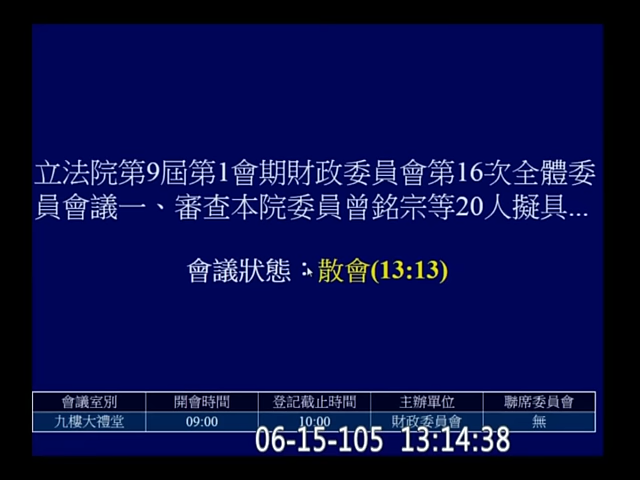 立法院第9屆第1會期財政委員會第16次全體委
員會議一、審查本院委員曾銘宗等20人擬具...
會議狀態：散會(13:13)
會議室別 開會時間 登記截止時間 主辦單位 聯席委員會
九樓大禮堂 09:00 10:00 財政委員會 無
06-15-105 13:14:38